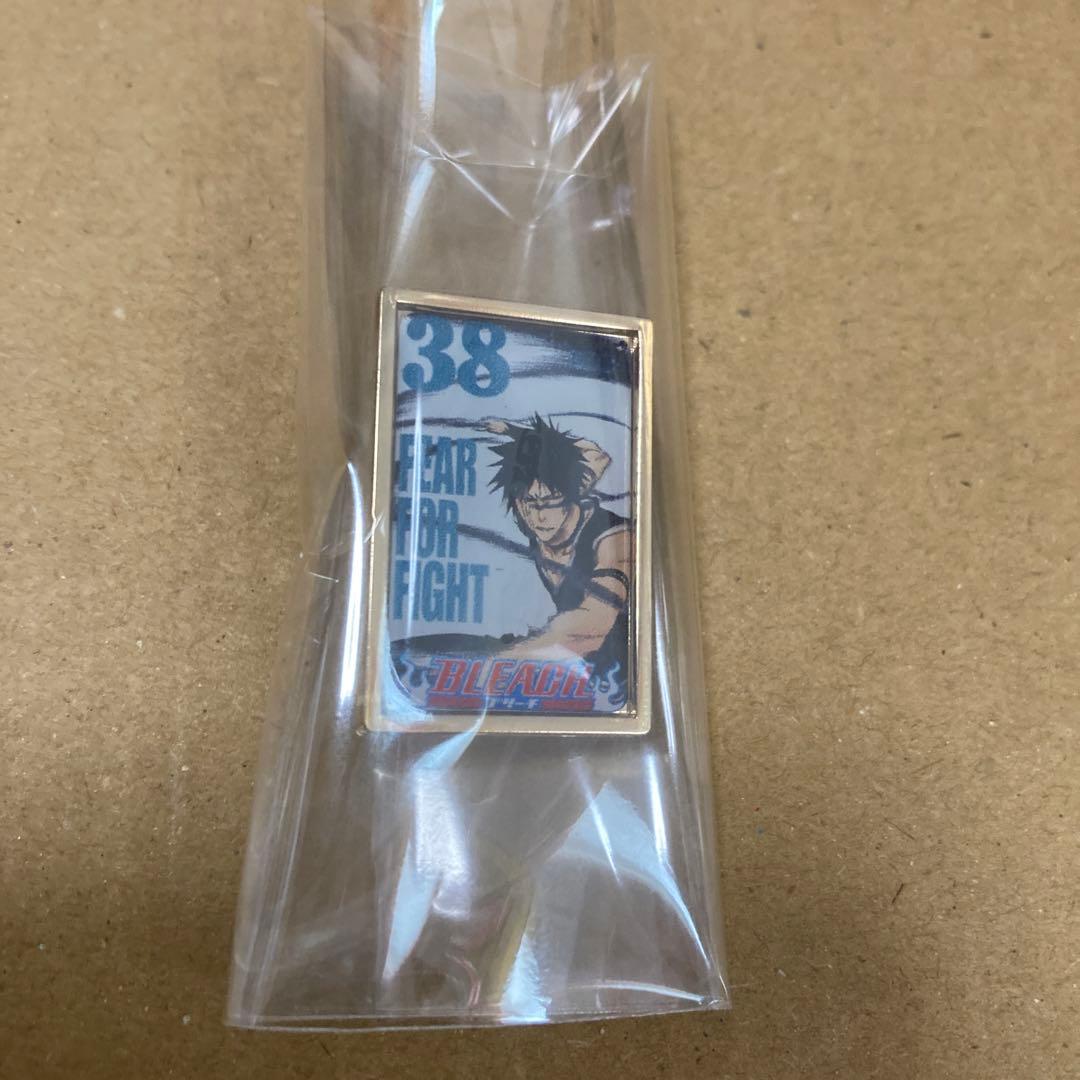 38
FEAR
FOR
FIGHT
BLEACH
ブリーチ